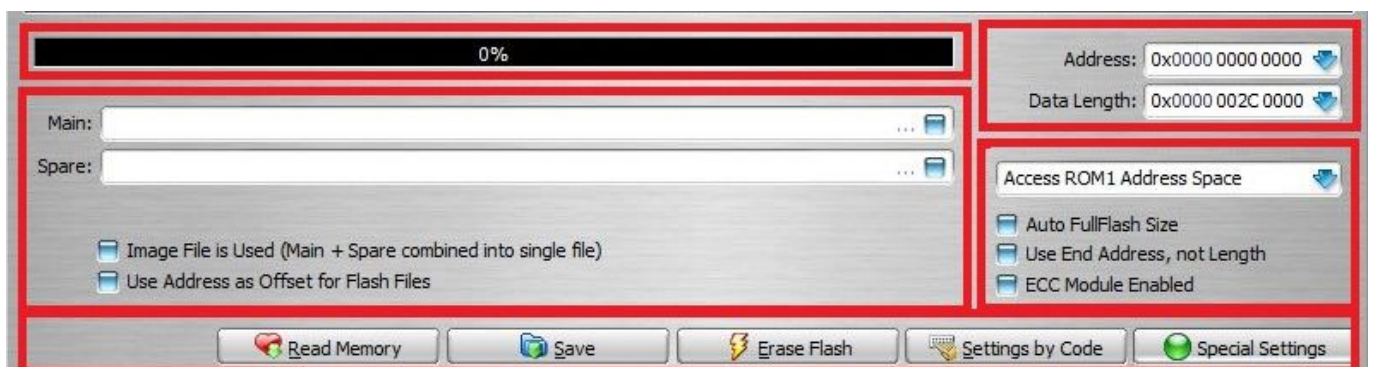 0%
Address: 0x0000 0000 0000
Data Length: 0x0000 002C 0000
Main: ...
Spare: ...
Access ROM1 Address Space
Auto FullFlash Size
Use End Address, not Length
ECC Module Enabled
Image File is Used (Main + Spare combined into single file)
Use Address as Offset for Flash Files
Read Memory Save Erase Flash Settings by Code Special Settings